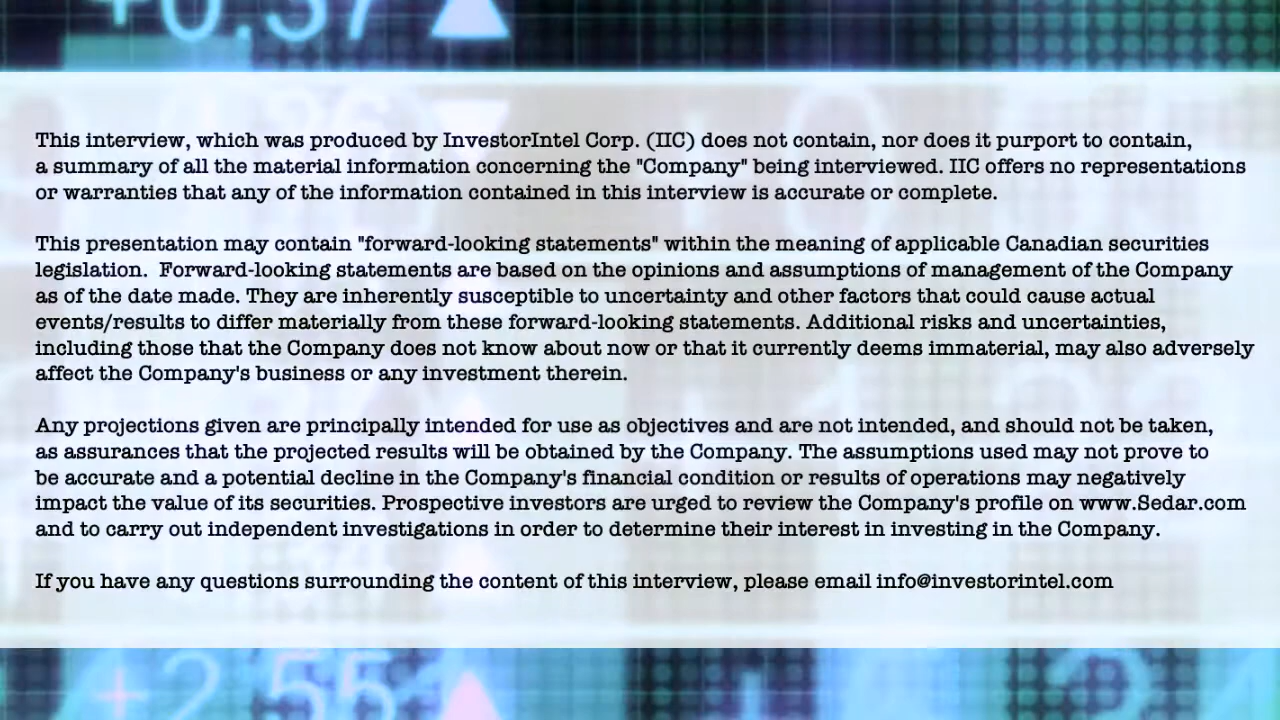 +0.37 ▲
This interview, which was produced by InvestorIntel Corp. (IIC) does not contain, nor does it purport to contain,
a summary of all the material information concerning the "Company" being interviewed. IIC offers no representations
or warranties that any of the information contained in this interview is accurate or complete.
This presentation may contain "forward-looking statements" within the meaning of applicable Canadian securities
legislation.  Forward-looking statements are based on the opinions and assumptions of management of the Company
as of the date made. They are inherently susceptible to uncertainty and other factors that could cause actual
events/results to differ materially from these forward-looking statements. Additional risks and uncertainties,
including those that the Company does not know about now or that it currently deems immaterial, may also adversely
affect the Company's business or any investment therein.
Any projections given are principally intended for use as objectives and are not intended, and should not be taken,
as assurances that the projected results will be obtained by the Company. The assumptions used may not prove to
be accurate and a potential decline in the Company's financial condition or results of operations may negatively
impact the value of its securities. Prospective investors are urged to review the Company's profile on www.Sedar.com
and to carry out independent investigations in order to determine their interest in investing in the Company.
If you have any questions surrounding the content of this interview, please email info@investorintel.com
+2.55 ▲